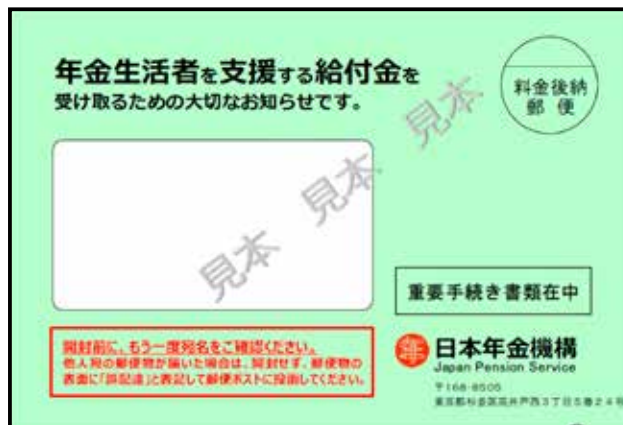 年金生活者を支援する給付金を
受け取るための大切なお知らせです。
料金後納
郵便
見本 見本 見本
重要手続き書類在中
開封前に、もう一度宛名をご確認ください。
他人宛の郵便物が届いた場合は、開封せず、郵便物の
表面に「誤配達」と表記して郵便ポストに投函してください。
日本年金機構
Japan Pension Service
〒168-8505
東京都杉並区高井戸西3丁目5番24号